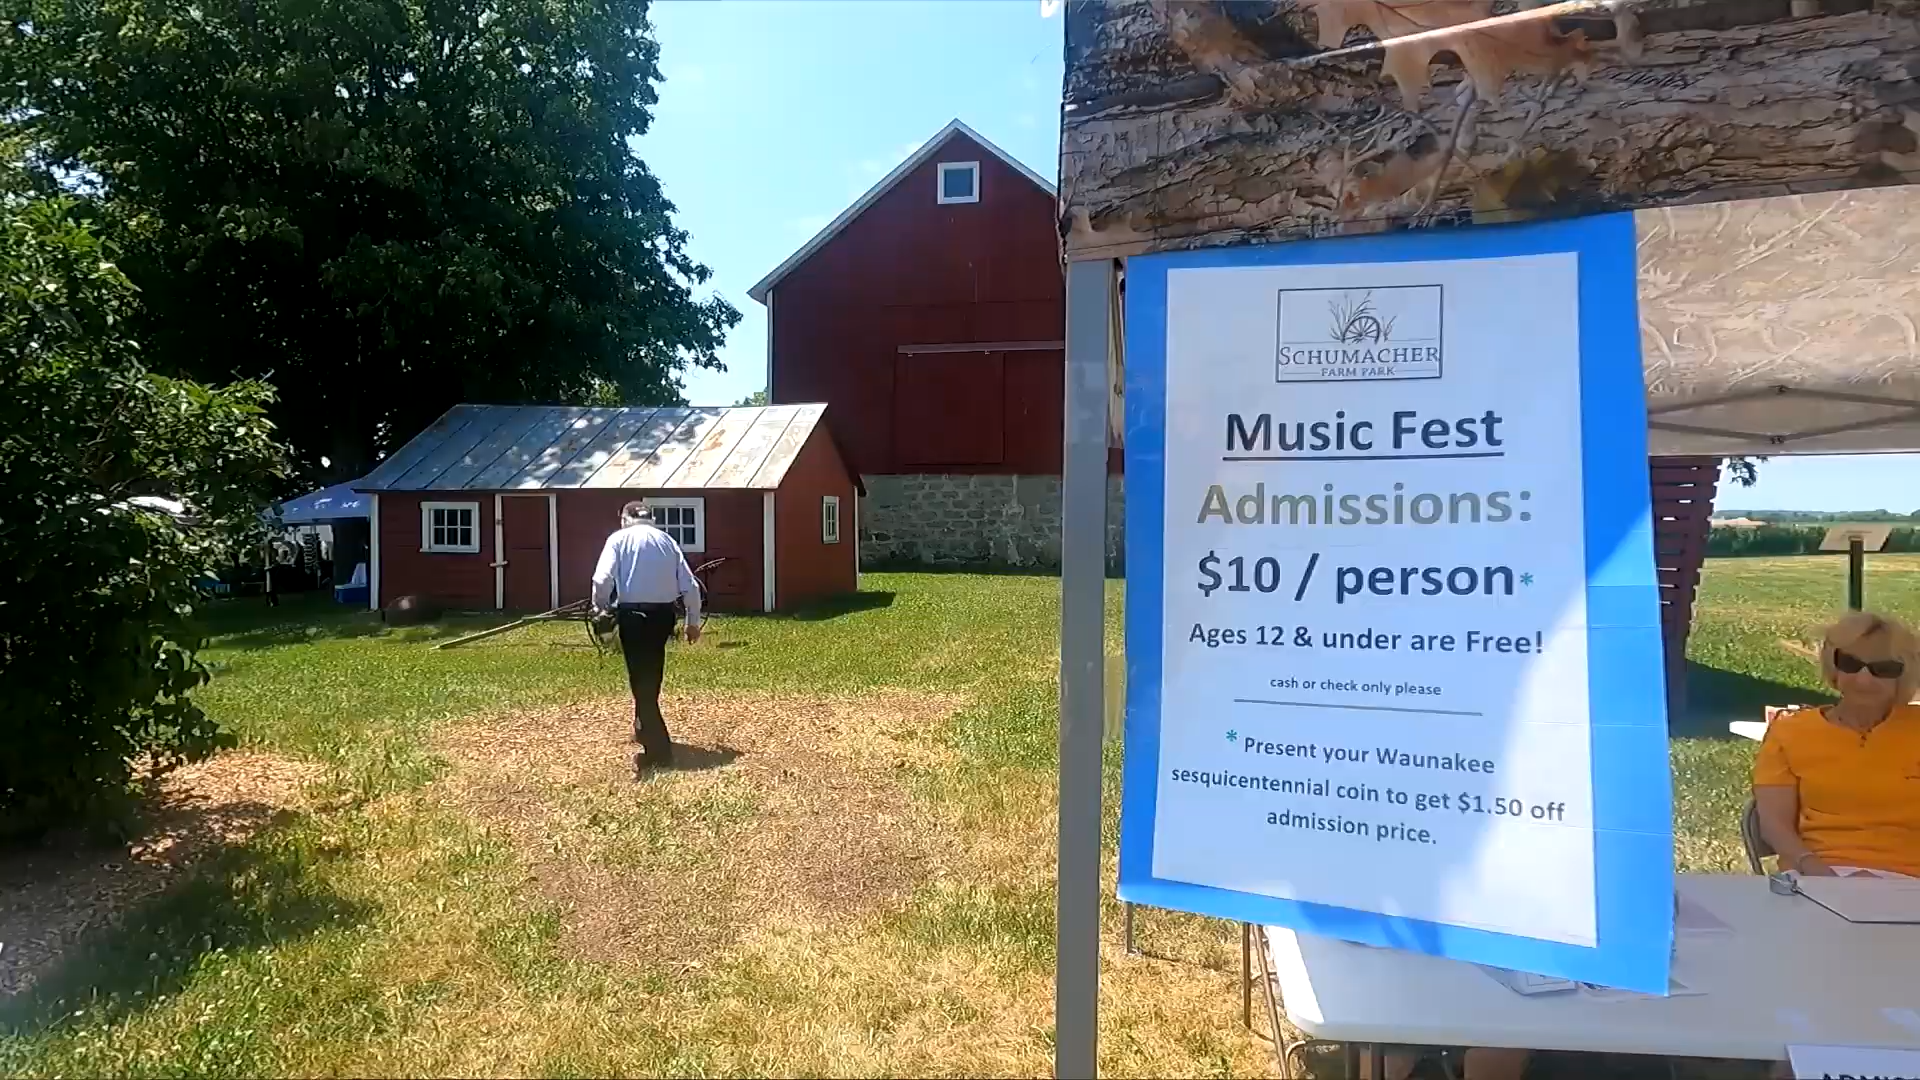 SCHUMACHER
FARM PARK
Music Fest
Admissions:
$10 / person*
Ages 12 & under are Free!
cash or check only please
* Present your Waunakee
sesquicentennial coin to get $1.50 off
admission price.